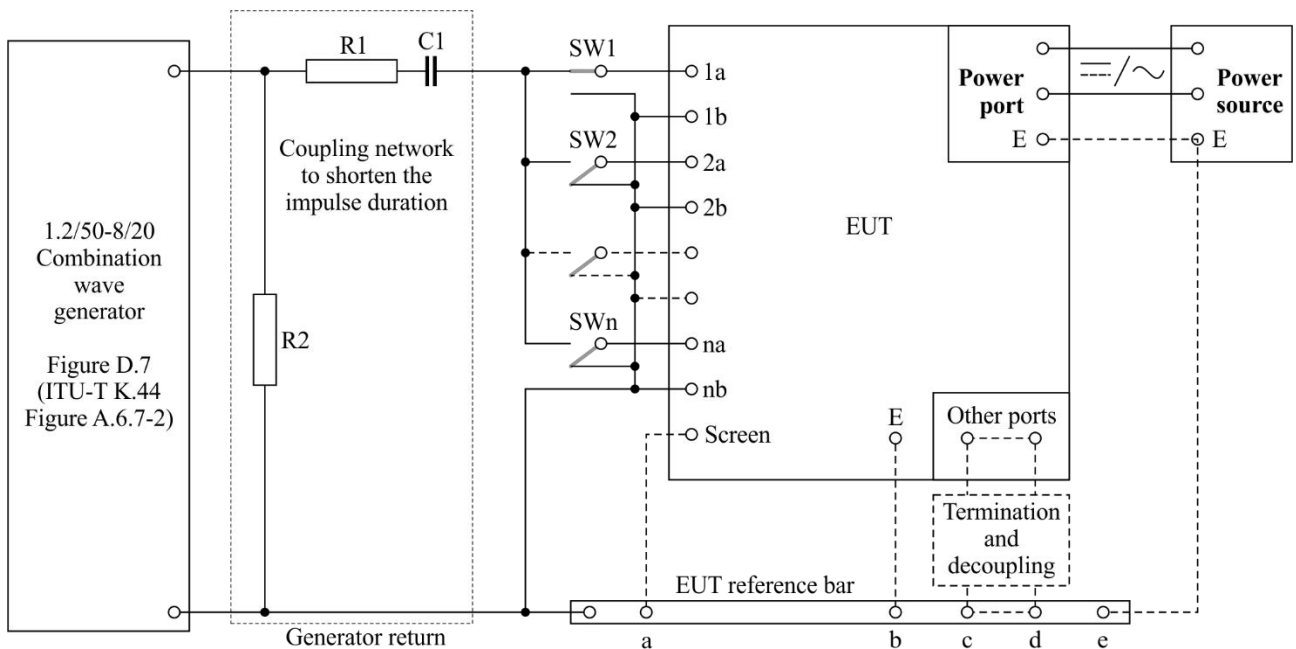 1.2/50-8/20
Combination
wave
generator
Figure D.7
(ITU-T K.44
Figure A.6.7-2)
R1
C1
Coupling network
to shorten the
impulse duration
R2
Generator return
SW1
SW2
SWn
1a
1b
2a
2b
na
nb
Screen
EUT
Power
port
E
Power
source
E
E
Other ports
Termination
and
decoupling
EUT reference bar
a
b
c
d
e